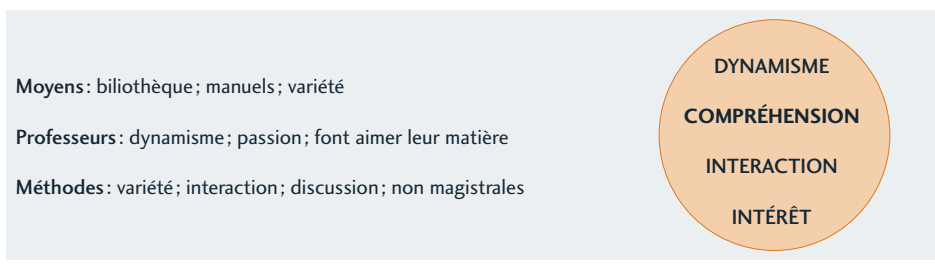 Moyens : biliothèque ; manuels ; variété
Professeurs : dynamisme ; passion ; font aimer leur matière
Méthodes : variété ; interaction ; discussion ; non magistrales
DYNAMISME
COMPRÉHENSION
INTERACTION
INTÉRÊT